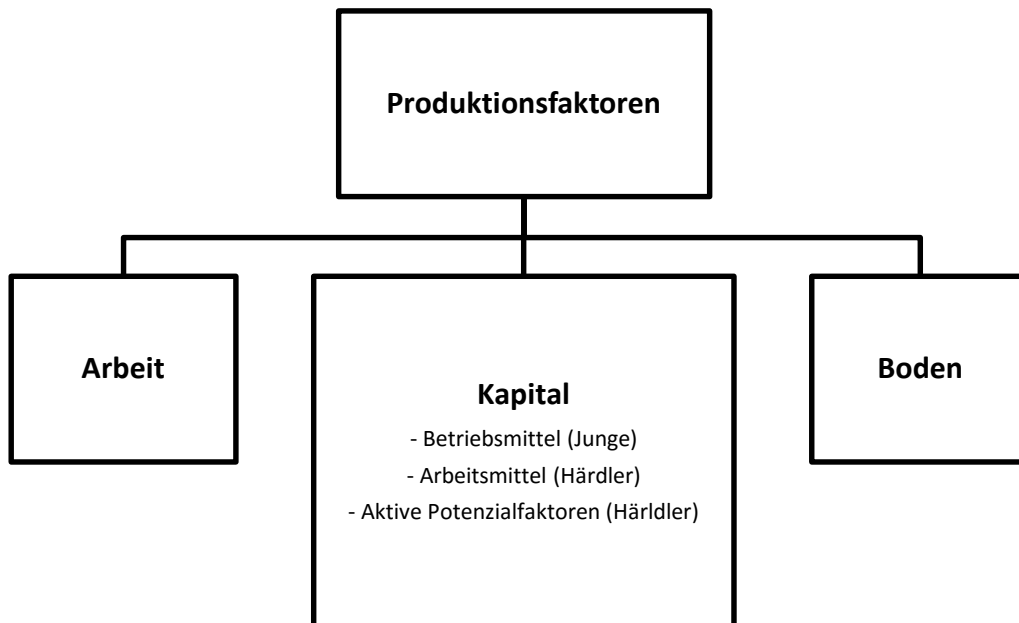 Produktionsfaktoren
Arbeit
Kapital
- Betriebsmittel (Junge)
- Arbeitsmittel (Härdler)
- Aktive Potenzialfaktoren (Härldler)
Boden